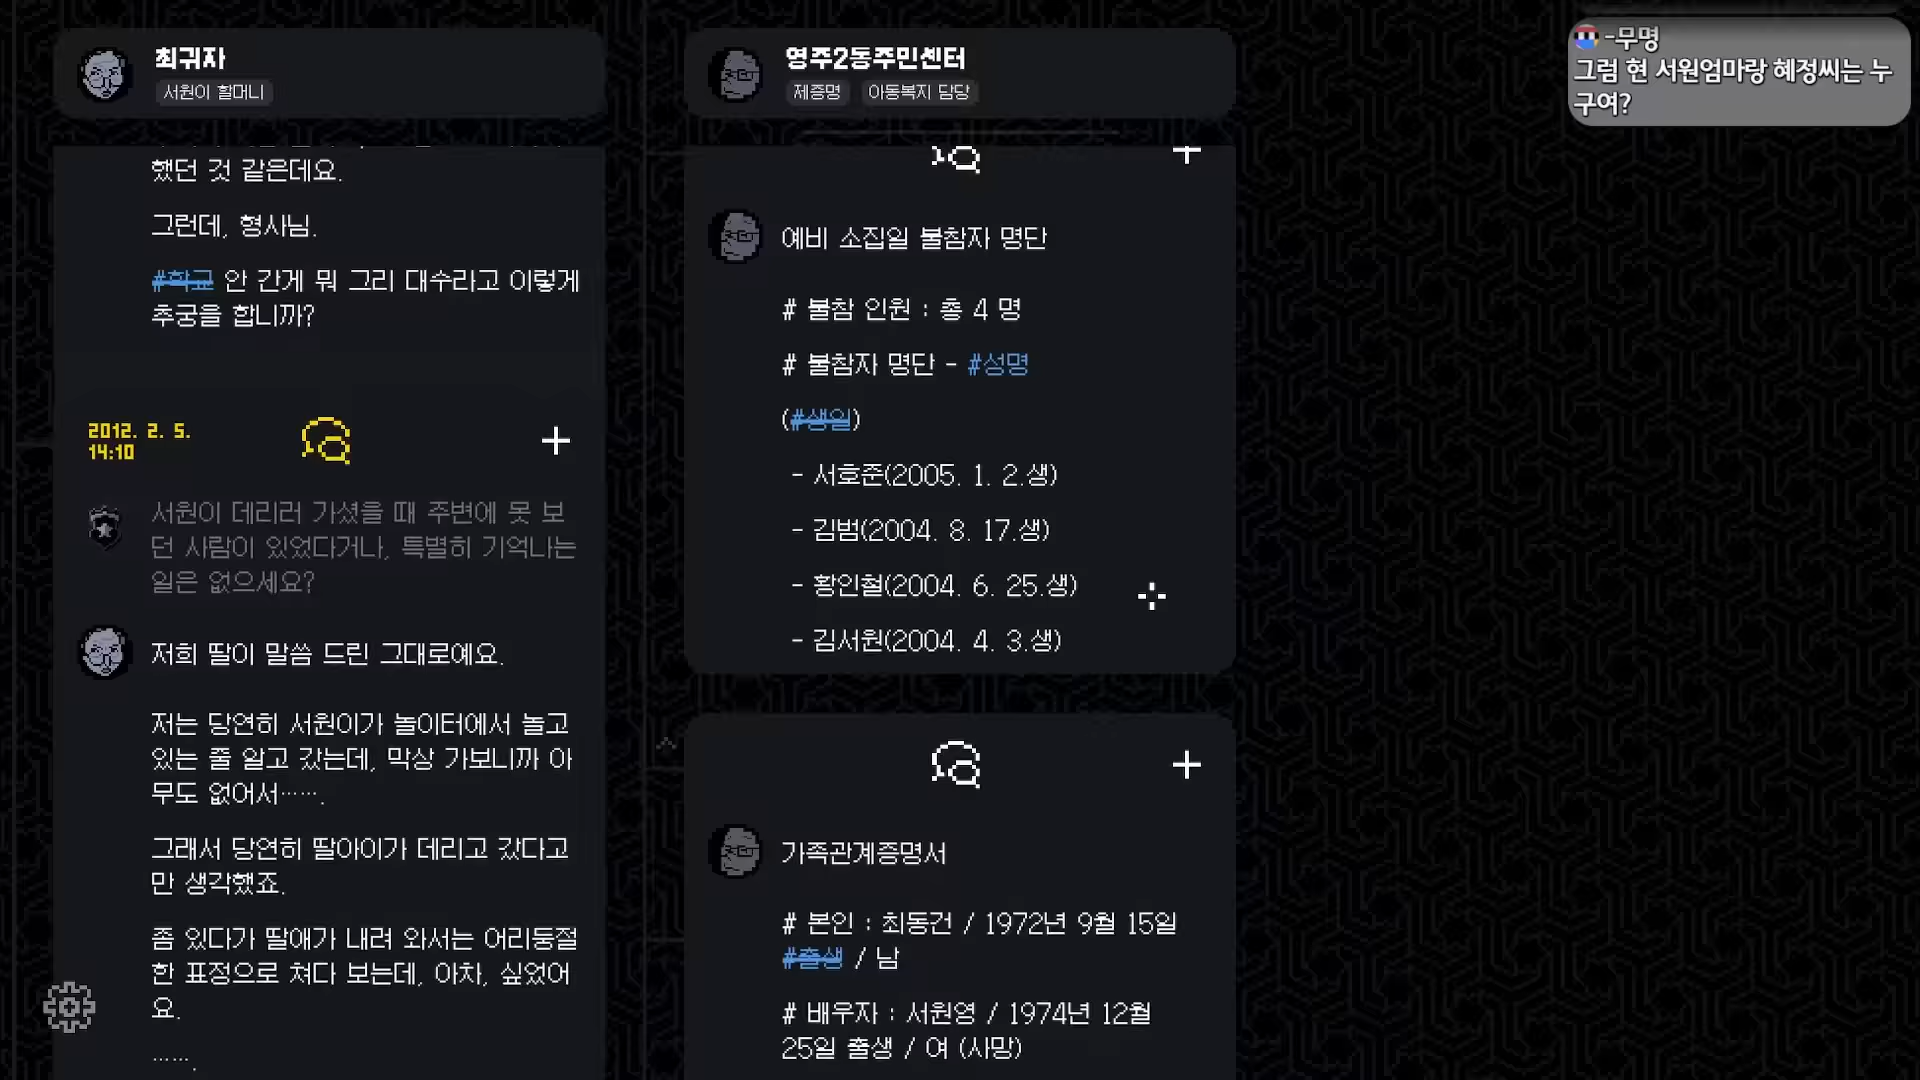 최귀자
서원이 할머니
했던 것 같은데요.
그런데, 형사님.
#학교 안 간게 뭐 그리 대수라고 이렇게
추궁을 합니까?
2012. 2. 5.
14:10
서원이 데리러 가셨을 때 주변에 못 보
던 사람이 있었다거나, 특별히 기억나는
일은 없으세요?
저희 딸이 말씀 드린 그대로예요.
저는 당연히 서원이가 놀이터에서 놀고
있는 줄 알고 갔는데, 막상 가보니까 아
무도 없어서…….
그래서 당연히 딸아이가 데리고 갔다고
만 생각했죠.
좀 있다가 딸애가 내려 와서는 어리둥절
한 표정으로 쳐다 보는데, 아차, 싶었어
요.
…….
영주2동주민센터
제증명 아동복지 담당
예비 소집일 불참자 명단
# 불참 인원 : 총 4 명
# 불참자 명단 - #성명
(#생일)
- 서호준(2005. 1. 2.생)
- 김범(2004. 8. 17.생)
- 황인철(2004. 6. 25.생)
- 김서원(2004. 4. 3.생)
가족관계증명서
# 본인 : 최동건 / 1972년 9월 15일
#출생 / 남
# 배우자 : 서원영 / 1974년 12월
25일 출생 / 여 (사망)
-무명
그럼 현 서원엄마랑 혜정씨는 누
구여?